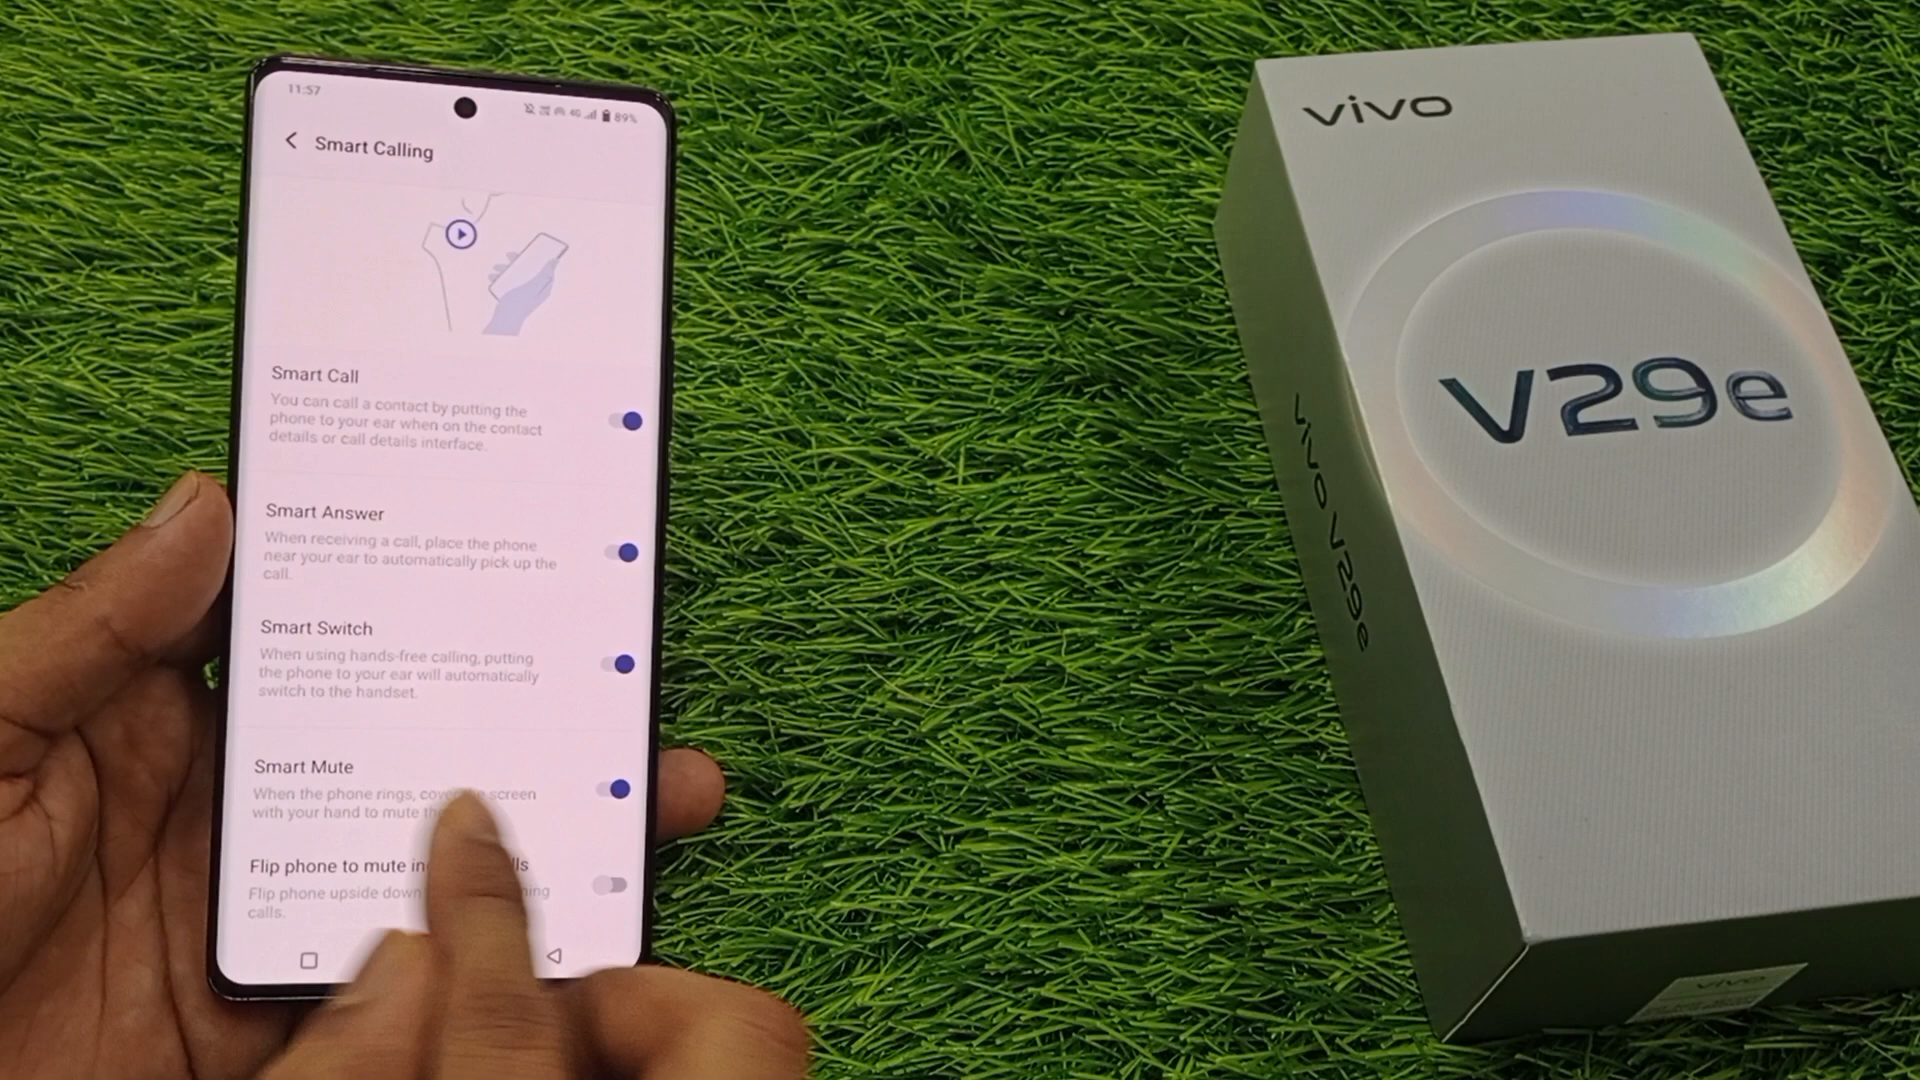 11:57
4G 89%
Smart Calling
Smart Call
You can call a contact by putting the
phone to your ear when on the contact
details or call details interface.
Smart Answer
When receiving a call, place the phone
near your ear to automatically pick up the
call.
Smart Switch
When using hands-free calling, putting
the phone to your ear will automatically
switch to the handset.
Smart Mute
When the phone rings, screen
with your hand to mute
Flip phone to mute
Flip phone upside down
calls.
vivo
V29e
vivo V29e
vivo